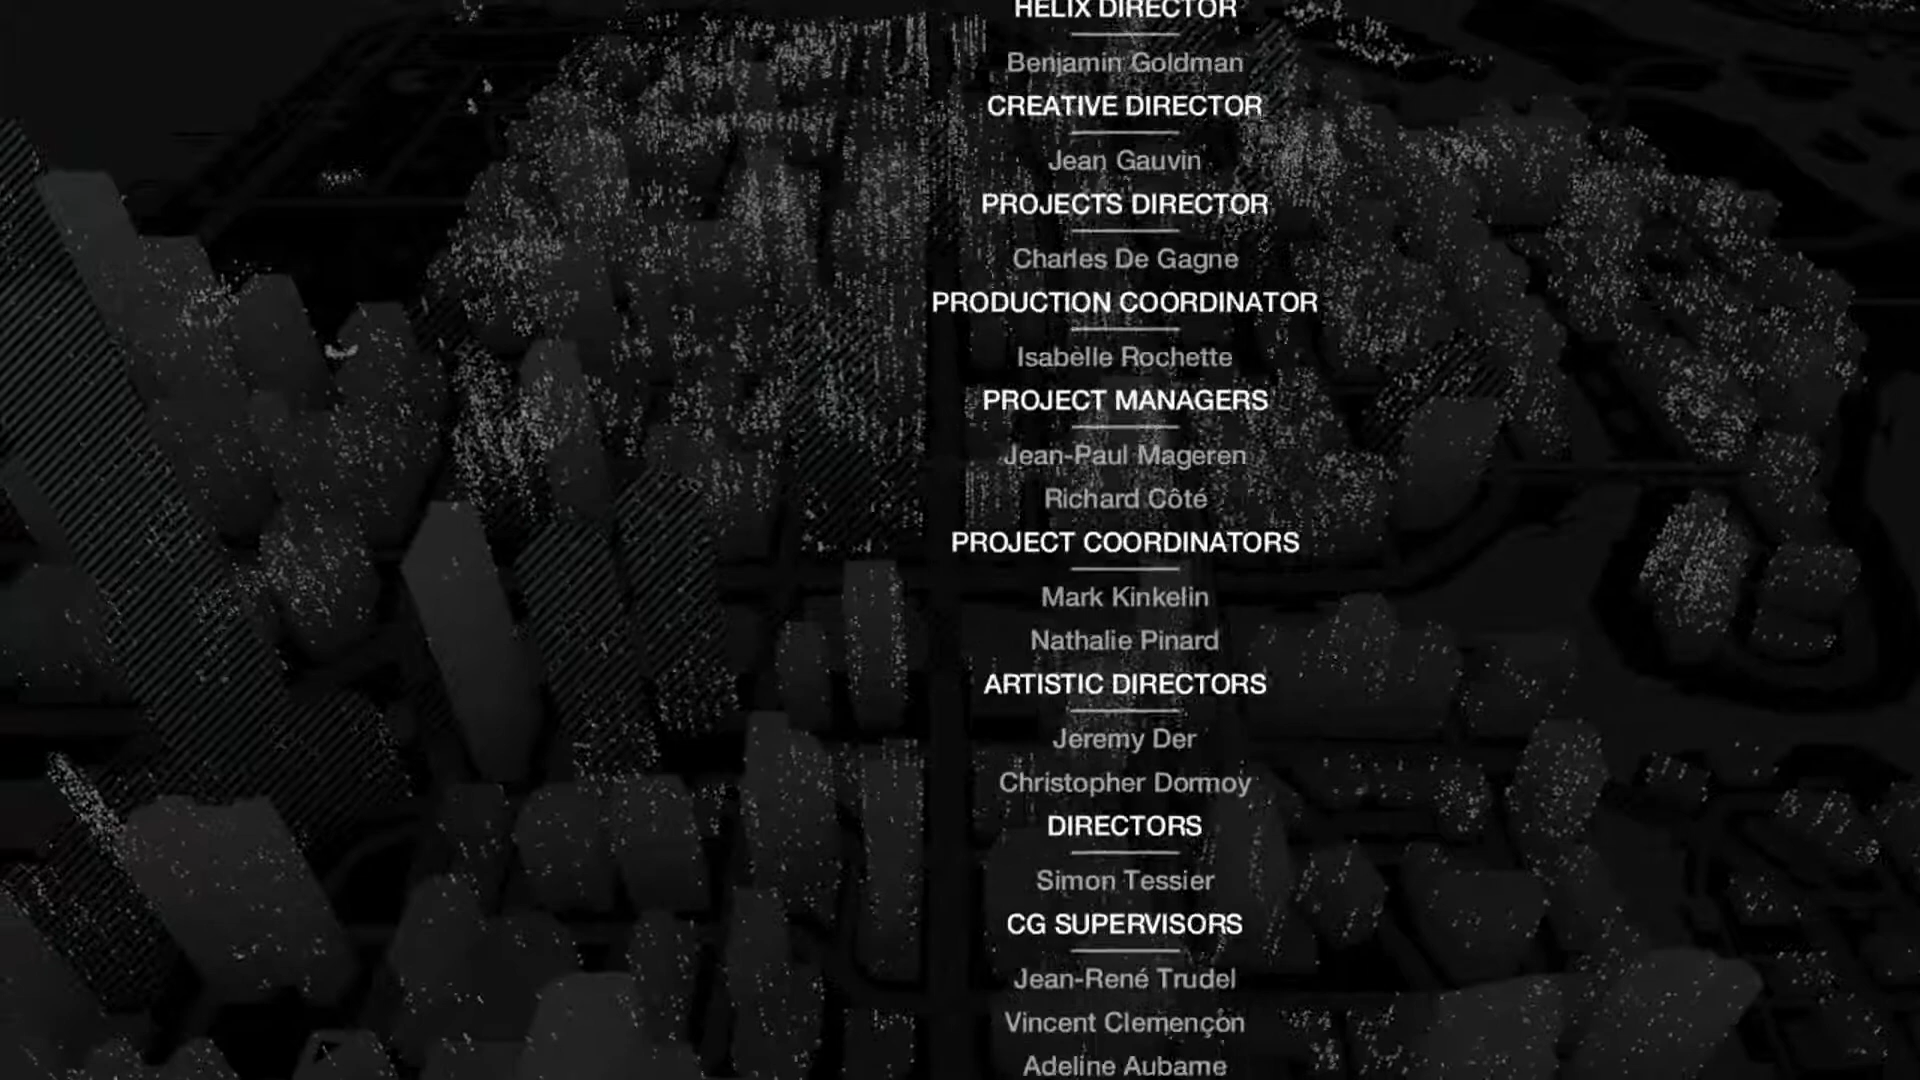 HELIX DIRECTOR
Benjamin Goldman
CREATIVE DIRECTOR
Jean Gauvin
PROJECTS DIRECTOR
Charles De Gagne
PRODUCTION COORDINATOR
Isabelle Rochette
PROJECT MANAGERS
Jean-Paul Mageren
Richard Côté
PROJECT COORDINATORS
Mark Kinkelin
Nathalie Pinard
ARTISTIC DIRECTORS
Jeremy Der
Christopher Dormoy
DIRECTORS
Simon Tessier
CG SUPERVISORS
Jean-René Trudel
Vincent Clemençon
Adeline Aubame